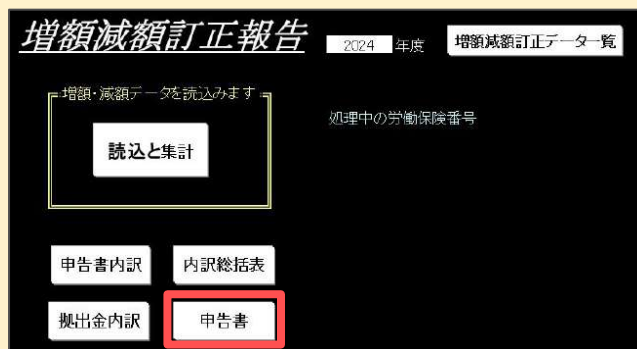 増額減額訂正報告
2024 年度
増額減額訂正データ一覧
増額・減額データを読込みます
処理中の労働保険番号
読込と集計
申告書内訳
内訳総括表
拠出金内訳
申告書